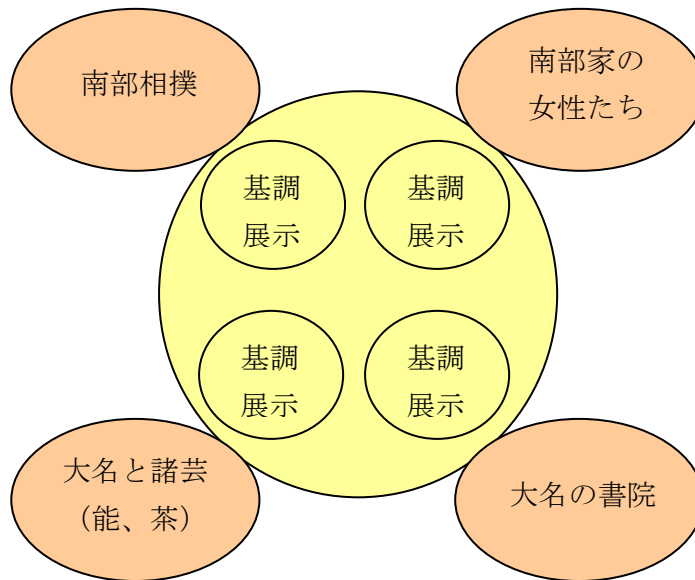 南部相撲
南部家の
女性たち
基調
展示
基調
展示
基調
展示
基調
展示
大名と諸芸
（能、茶）
大名の書院